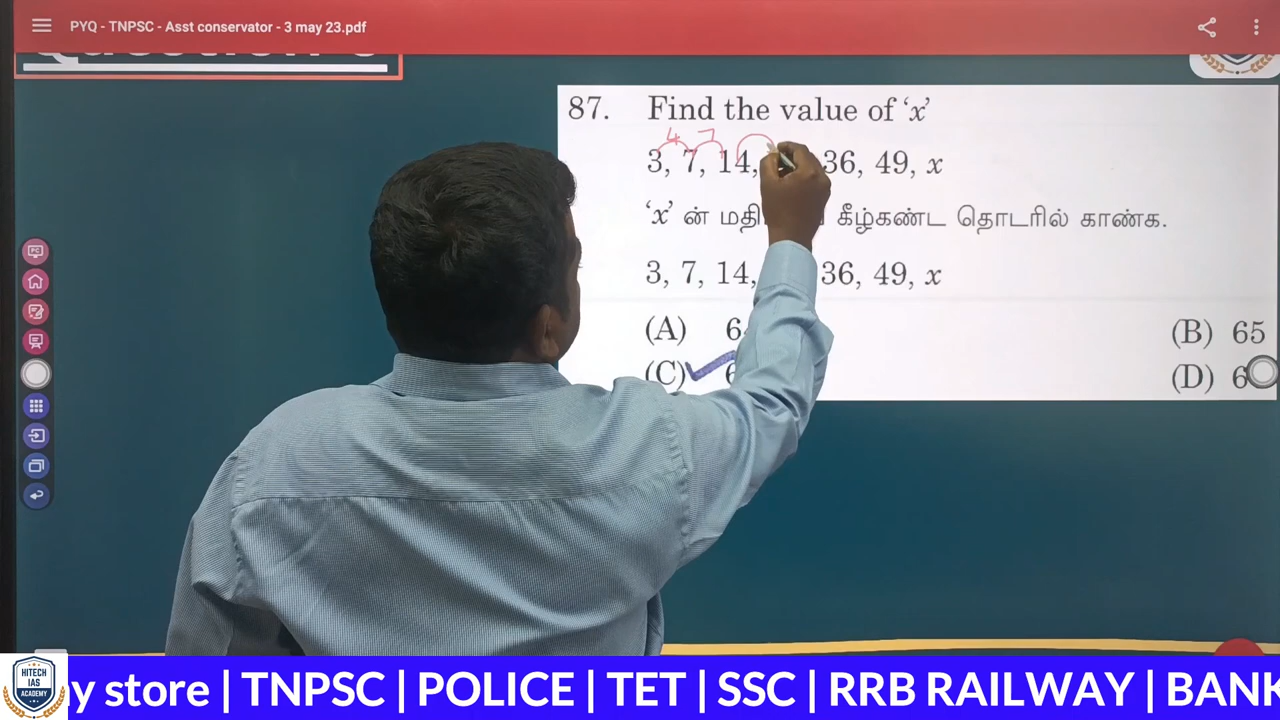 PYQ - TNPSC - Asst conservator - 3 may 23.pdf
87. Find the value of ‘x’
4 7
3, 7, 14, 36, 49, x
‘x’ ன் கீழ்கண்ட தொடரில் காண்க.
3, 7, 14, 36, 49, x
(A) (B) 65
(C) (D)
HITECH
IAS
ACADEMY
store | TNPSC | POLICE | TET | SSC | RRB RAILWAY | BANK